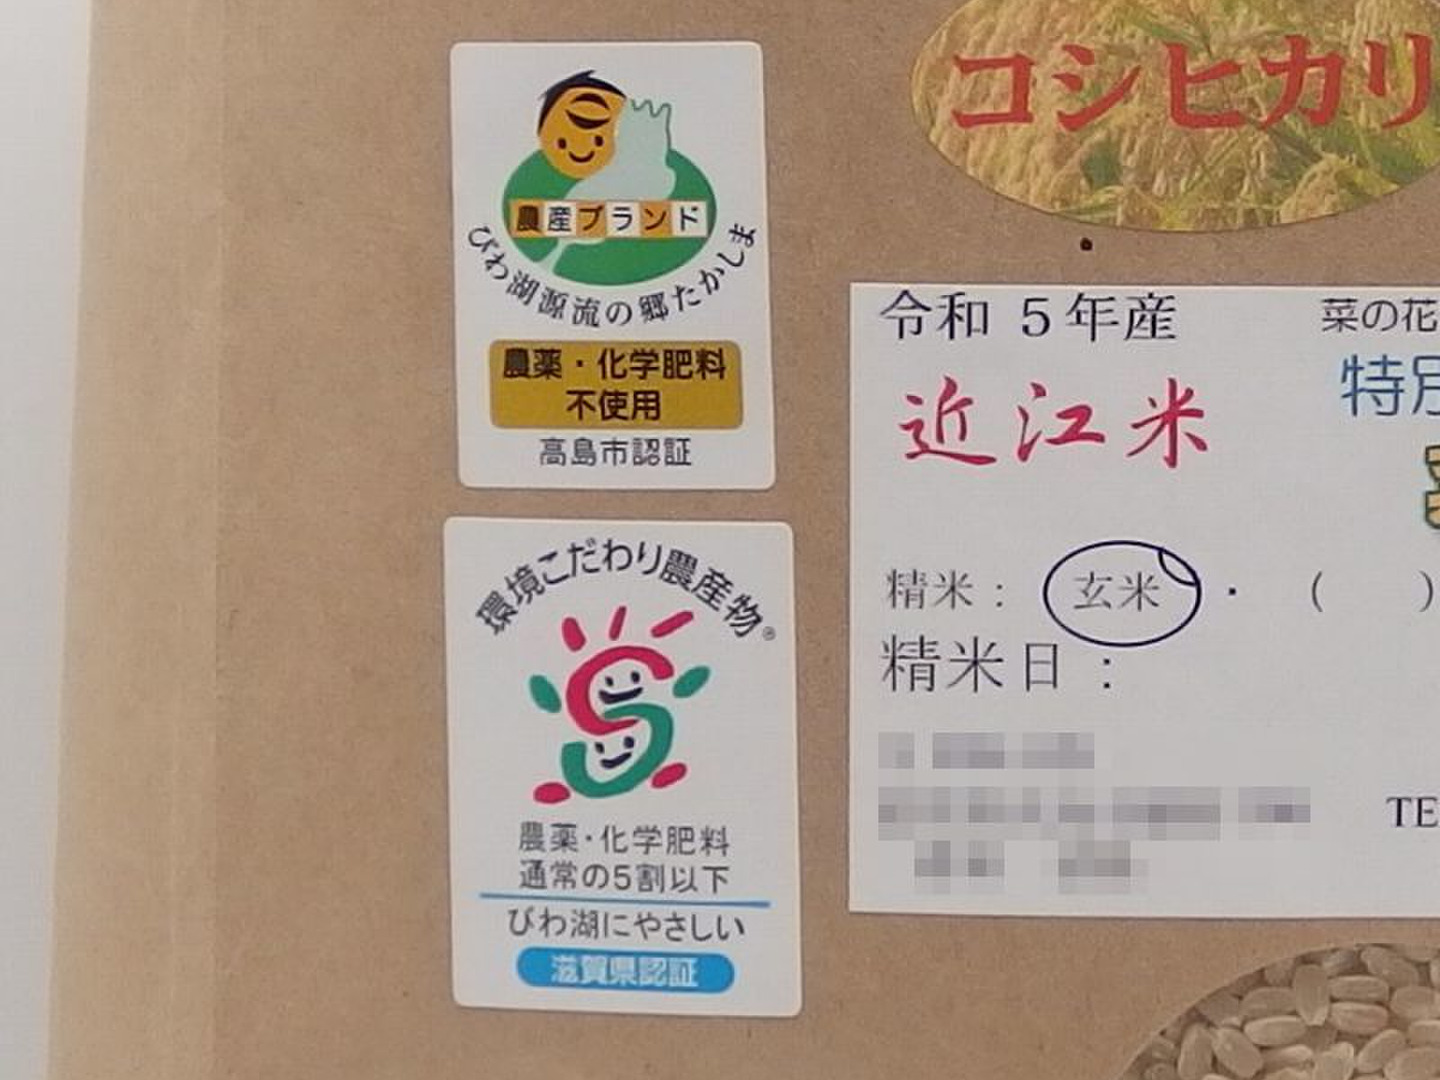 コシヒカリ
農産ブランド
びわ湖源流の郷たかしま
農薬・化学肥料
不使用
高島市認証
令和 5年産
菜の花
特別
近江米
精米: 玄米 ・ ( )
精米日:
TE
環境こだわり農産物®
農薬・化学肥料
通常の5割以下
びわ湖にやさしい
滋賀県認証